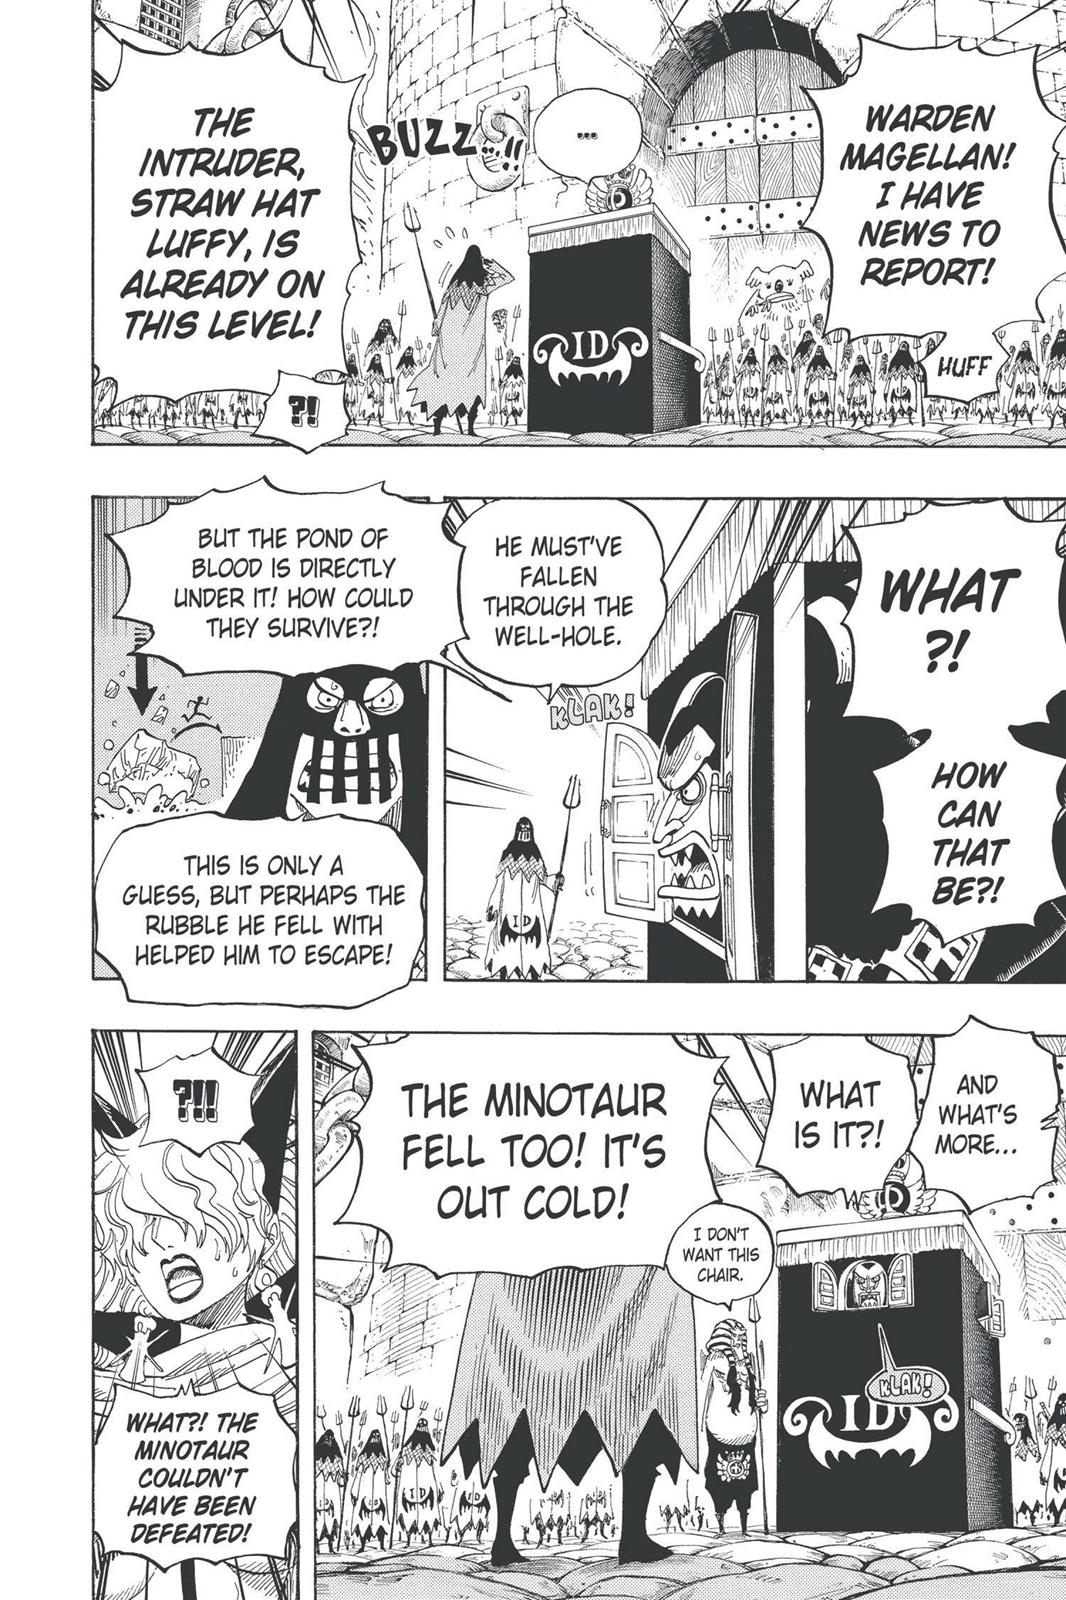 WARDEN
MAGELLAN!
I HAVE
NEWS TO
REPORT!
HUFF
...
BUZZ...!!
THE
INTRUDER,
STRAW HAT
LUFFY, IS
ALREADY ON
THIS LEVEL!
?!
ID
WHAT
?!
HOW
CAN
THAT
BE?!
HE MUST'VE
FALLEN
THROUGH THE
WELL-HOLE.
KLAK!
ID
BUT THE POND OF
BLOOD IS DIRECTLY
UNDER IT! HOW COULD
THEY SURVIVE?!
THIS IS ONLY A
GUESS, BUT PERHAPS THE
RUBBLE HE FELL WITH
HELPED HIM TO ESCAPE!
AND
WHAT'S
MORE...
WHAT
IS IT?!
THE MINOTAUR
FELL TOO! IT'S
OUT COLD!
I DON'T
WANT THIS
CHAIR.
KLAK!
ID
?!!
WHAT?! THE
MINOTAUR
COULDN'T
HAVE BEEN
DEFEATED!